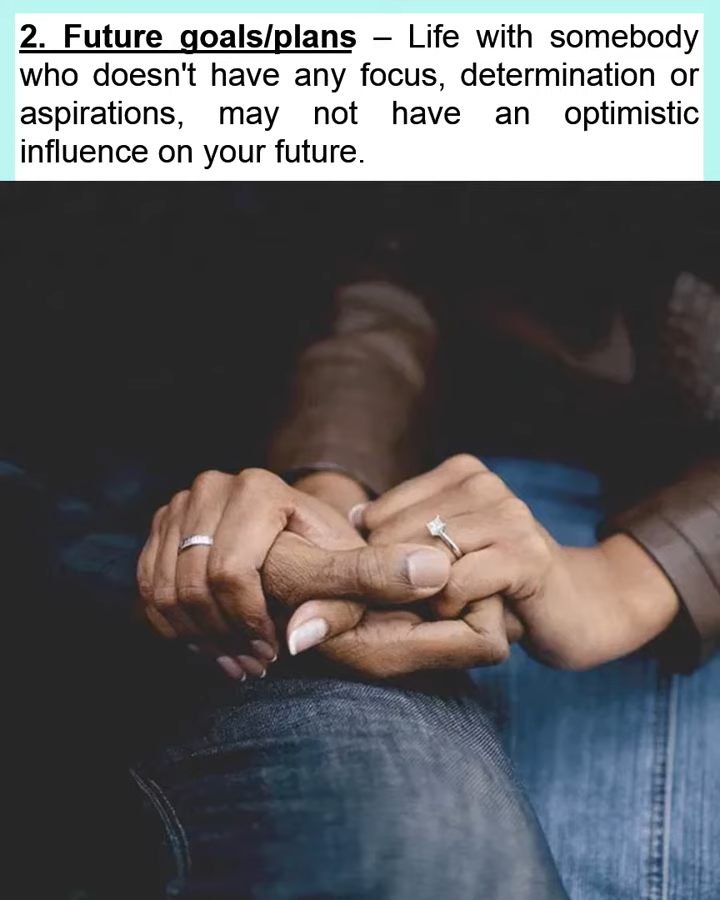 2. Future goals/plans – Life with somebody
who doesn't have any focus, determination or
aspirations, may not have an optimistic
influence on your future.